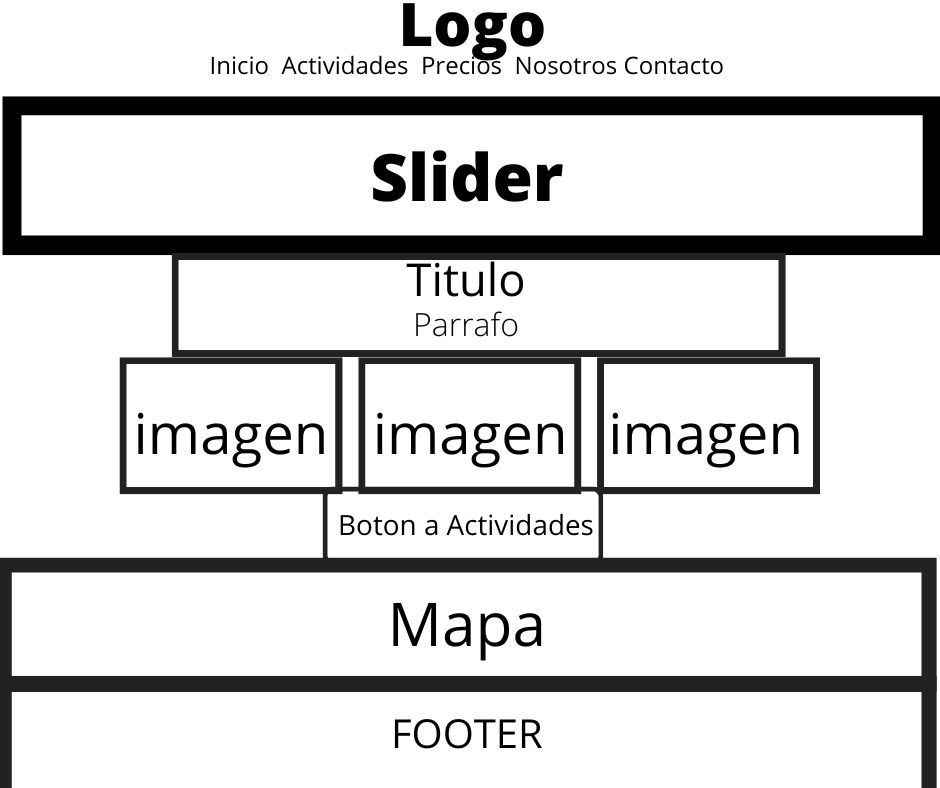 Logo
Inicio Actividades Precios Nosotros Contacto
Slider
Titulo
Parrafo
imagen imagen imagen
Boton a Actividades
Mapa
FOOTER